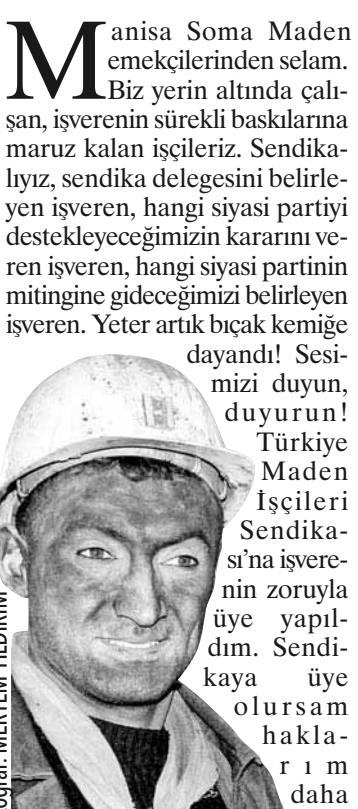 Manisa Soma Maden
emekçilerinden selam.
Biz yerin altında çalı-
şan, işverenin sürekli baskılarına
maruz kalan işçileriz. Sendika-
lıyız, sendika delegesini belirle-
yen işveren, hangi siyasi partiyi
destekleyeceğimizin kararını ve-
ren işveren, hangi siyasi partinin
mitingine gideceğimizi belirleyen
işveren. Yeter artık bıçak kemiğe
dayandı! Sesi-
mizi duyun,
duyurun!
Türkiye
Maden
İşçileri
Sendika-
sı’na işvere-
nin zoruyla
üye yapıl-
dım. Sendi-
kaya üye
olursam
hakla-
rım
daha
MERYEM YILDIRIM